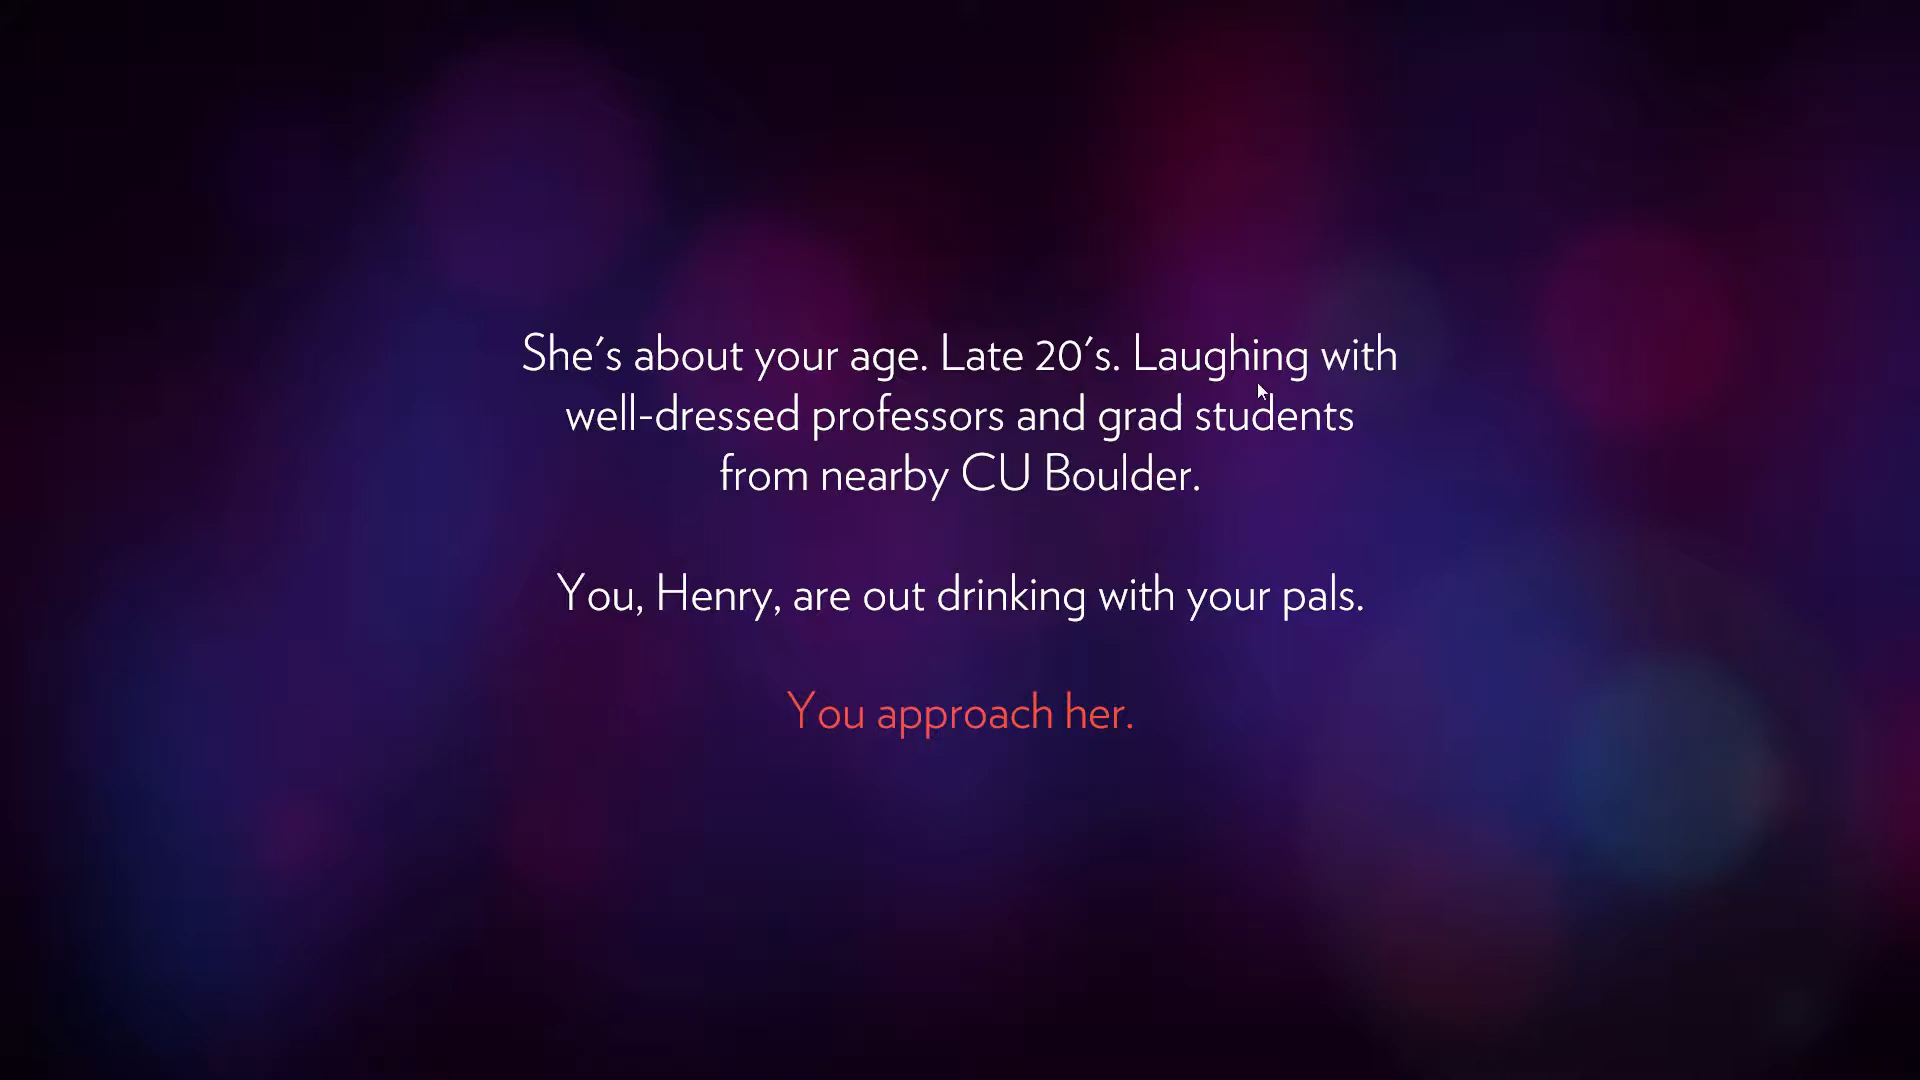 She's about your age. Late 20's. Laughing with
well-dressed professors and grad students
from nearby CU Boulder.
You, Henry, are out drinking with your pals.
You approach her.